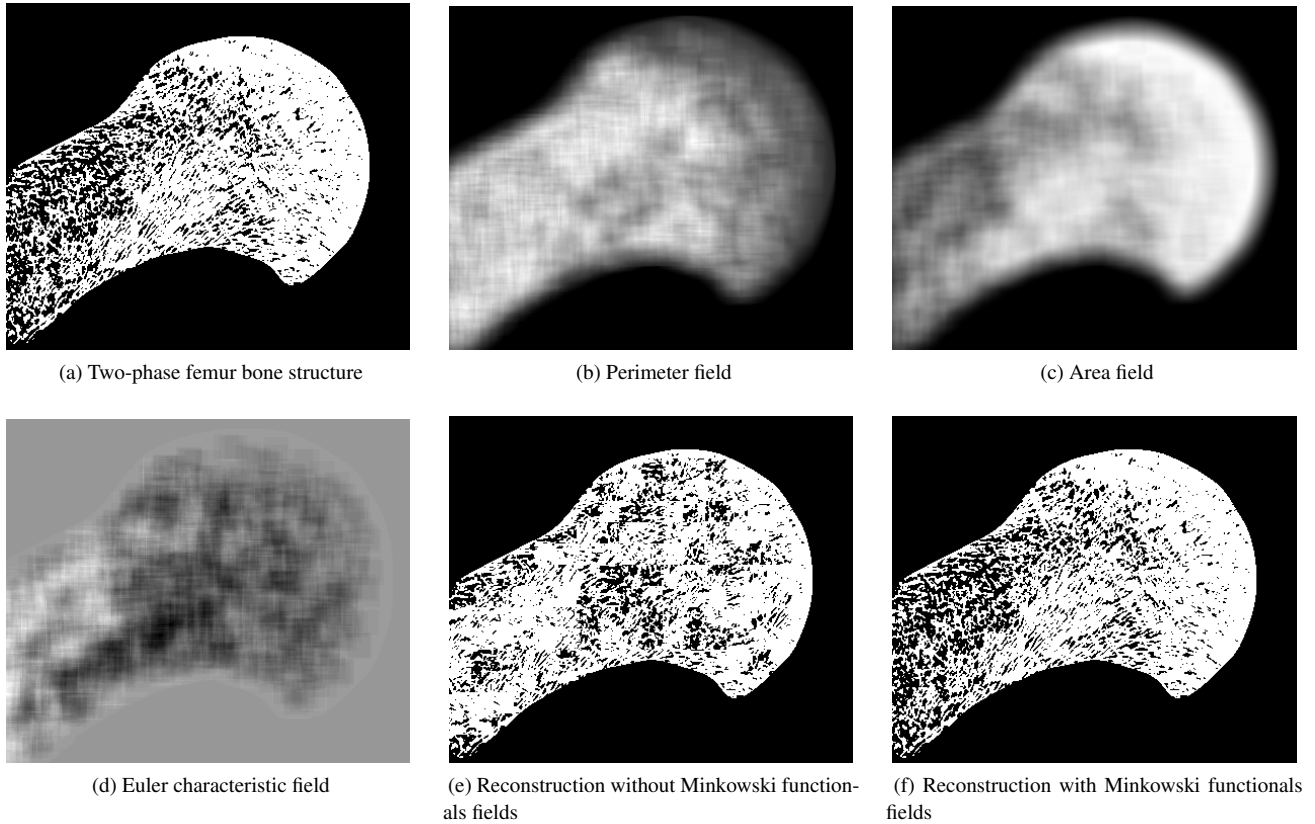 (a) Two-phase femur bone structure
(b) Perimeter field
(c) Area field
(d) Euler characteristic field
(e) Reconstruction without Minkowski function-
als fields
(f) Reconstruction with Minkowski functionals
fields